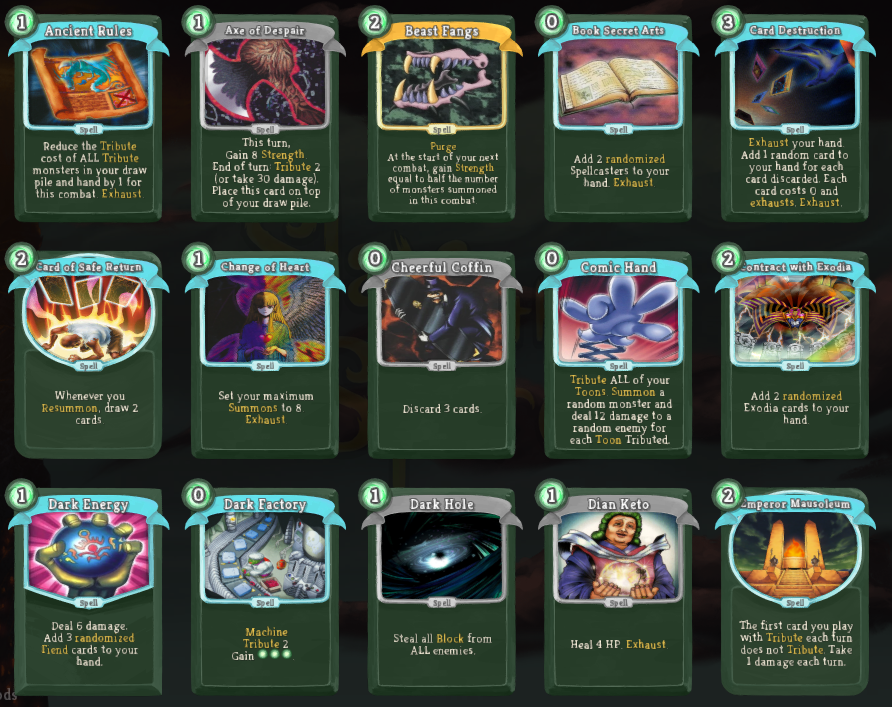 1
Ancient Rules
Spell
Reduce the Tribute
cost of ALL Tribute
monsters in your draw
pile and hand by 1 for
this combat. Exhaust.
1
Axe of Despair
Spell
This turn,
Gain 8 Strength
End of turn Tribute 2
(or take 30 damage).
Place this card on top
of your draw pile.
2
Beast Fangs
Spell
Purge
At the start of your next
combat, gain Strength
equal to half the number
of monsters summoned
in this combat.
0
Book Secret Arts
Spell
Add 2 randomized
Spellcasters to your
hand. Exhaust
3
Card Destruction
Spell
Exhaust your hand.
Add 1 random card to
your hand for each
card discarded. Each
card costs 0 and
exhausts. Exhaust.
2
Card of Safe Return
Spell
Whenever you
Resummon, draw 2
cards.
1
Change of Heart
Spell
Set your maximum
Summons to 8
Exhaust
0
Cheerful Coffin
Spell
Discard 3 cards.
0
Comic Hand
Spell
Tribute ALL of your
Toons. Summon a
random monster and
deal 12 damage to a
random enemy for
each Toon Tributed.
2
Contract with Exodia
Spell
Add 2 randomized
Exodia cards to your
hand.
1
Dark Energy
Spell
Deal 6 damage.
Add 3 randomized
Fiend cards to your
hand.
0
Dark Factory
Spell
Machine
Tribute 2
Gain
1
Dark Hole
Spell
Steal all Block from
ALL enemies.
1
Dian Keto
Spell
Heal 4 HP. Exhaust
2
Emperor Mausoleum
Spell
The first card you play
with Tribute each turn
does not Tribute. Take
1 damage each turn.
ods